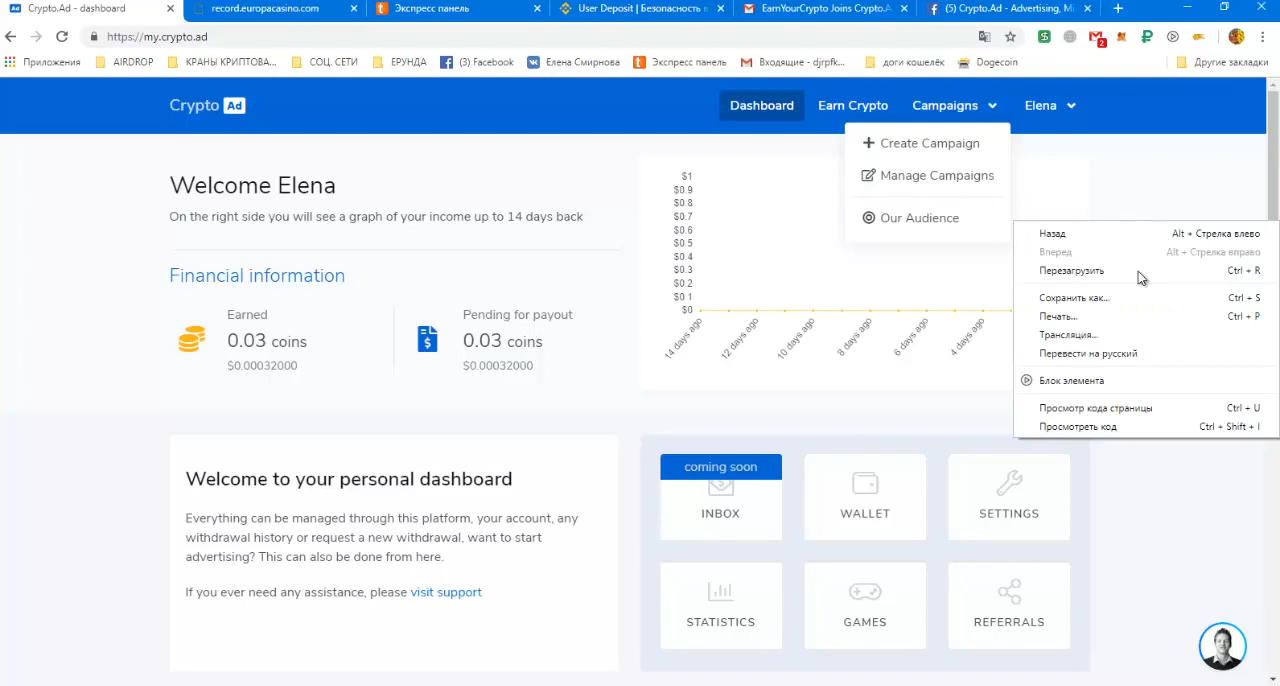 Crypto.Ad - dashboard
record.europacasino.com
Экспресс панель
User Deposit | Безопасность п
EarnYourCrypto Joins Crypto.A
(5) Crypto.Ad - Advertising, Mi
https://my.crypto.ad
2
Приложения
AIRDROP
КРАНЫ КРИПТОВА...
СОЦ. СЕТИ
ЕРУНДА
(3) Facebook
Елена Смирнова
Экспресс панель
Входящие - djrpfk...
доги кошелёк
Dogecoin
Другие закладки
Crypto Ad
Dashboard
Earn Crypto
Campaigns
Elena
Create Campaign
Manage Campaigns
Our Audience
Welcome Elena
On the right side you will see a graph of your income up to 14 days back
Financial information
Earned
0.03 coins
$0.00032000
Pending for payout
0.03 coins
$0.00032000
$1
$0.9
$0.8
$0.7
$0.6
$0.5
$0.4
$0.3
$0.2
$0.1
$0
14 days ago
12 days ago
10 days ago
8 days ago
6 days ago
4 days ago
Назад Alt + Стрелка влево
Вперед Alt + Стрелка вправо
Перезагрузить Ctrl + R
Сохранить как... Ctrl + S
Печать... Ctrl + P
Трансляция...
Перевести на русский
Блок элемента
Просмотр кода страницы Ctrl + U
Просмотреть код Ctrl + Shift + I
Welcome to your personal dashboard
Everything can be managed through this platform, your account, any
withdrawal history or request a new withdrawal, want to start
advertising? This can also be done from here.
If you ever need any assistance, please visit support
coming soon
INBOX
WALLET
SETTINGS
STATISTICS
GAMES
REFERRALS